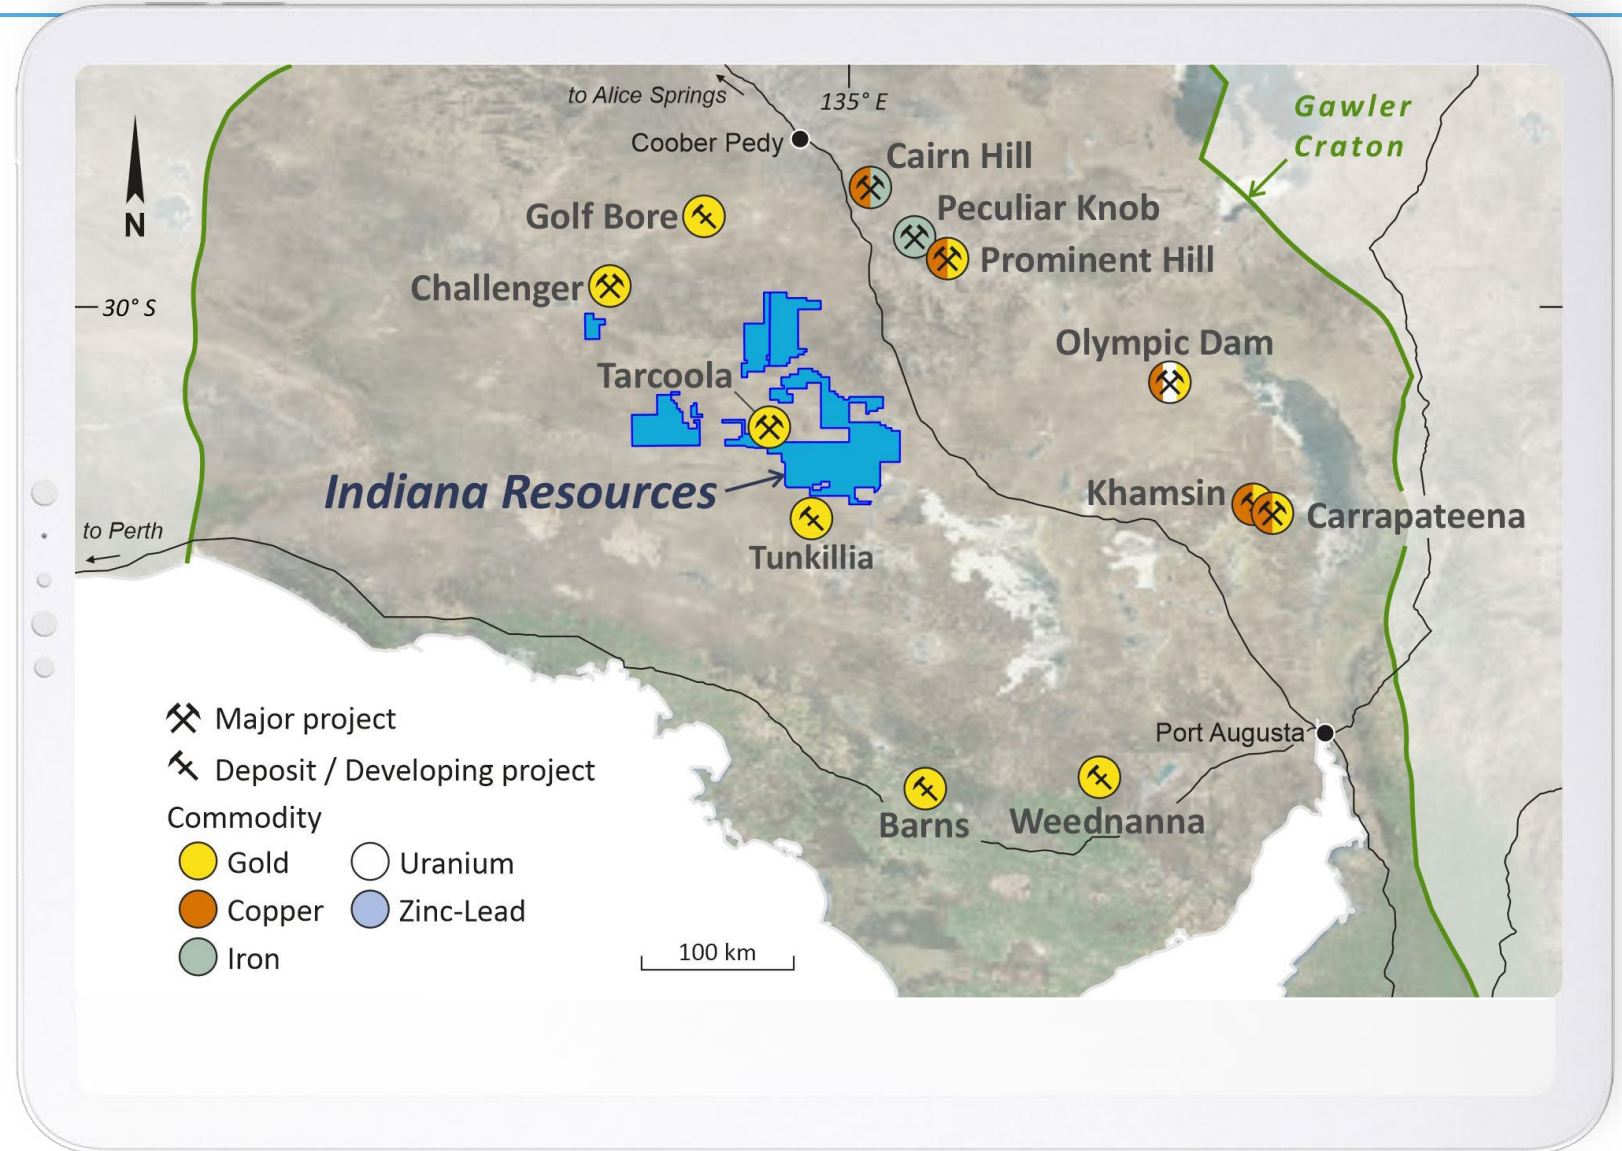 to Alice Springs
135° E
Gawler
Craton
Coober Pedy
Cairn Hill
N
Golf Bore
Peculiar Knob
Prominent Hill
Challenger
30° S
Olympic Dam
Tarcoola
Indiana Resources
Khamsin
Carrapateena
to Perth
Tunkillia
Major project
Port Augusta
Deposit / Developing project
Barns
Weednanna
Commodity
Gold
Uranium
Copper
Zinc-Lead
Iron
100 km